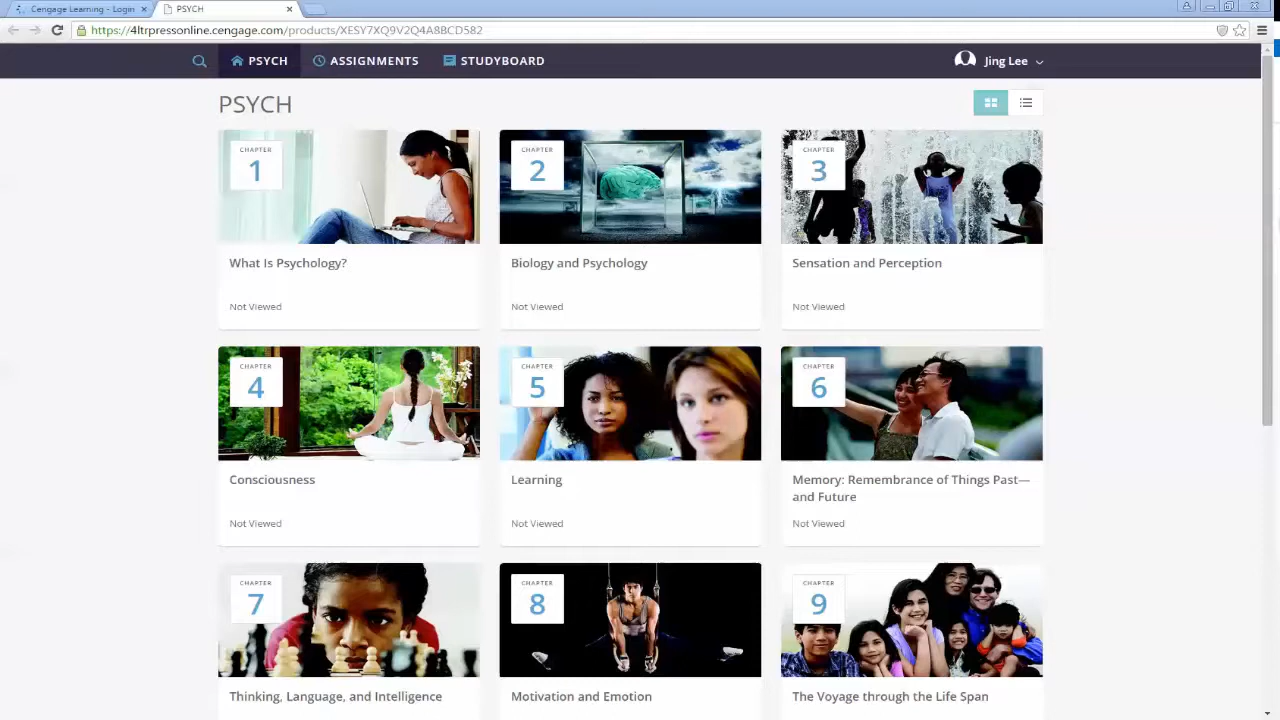 Cengage Learning - Login
PSYCH
https://4ltrpressonline.cengage.com/products/XESY7XQ9V2Q4A8BCD582
PSYCH
ASSIGNMENTS
STUDYBOARD
Jing Lee
PSYCH
CHAPTER
1
What Is Psychology?
Not Viewed
CHAPTER
2
Biology and Psychology
Not Viewed
CHAPTER
3
Sensation and Perception
Not Viewed
CHAPTER
4
Consciousness
Not Viewed
CHAPTER
5
Learning
Not Viewed
CHAPTER
6
Memory: Remembrance of Things Past—
and Future
Not Viewed
CHAPTER
7
Thinking, Language, and Intelligence
CHAPTER
8
Motivation and Emotion
CHAPTER
9
The Voyage through the Life Span